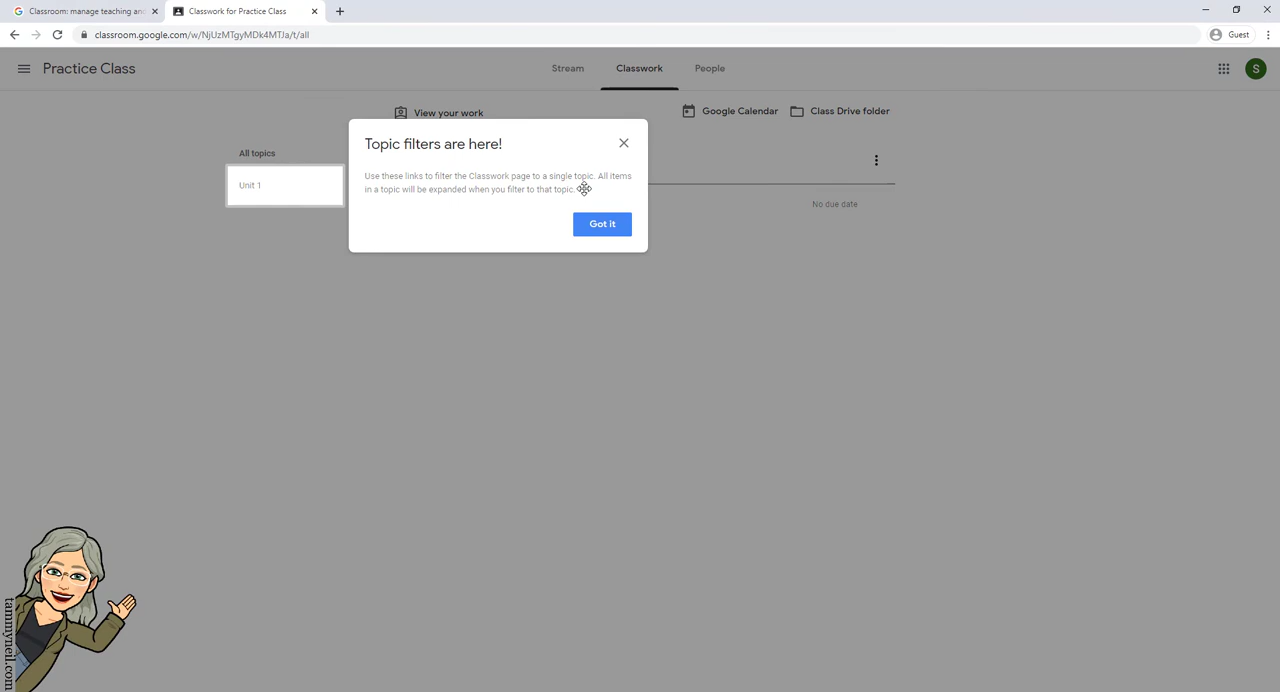 Classroom: manage teaching an
Classwork for Practice Class
classroom.google.com/w/NjUzMTgyMDk4MTJa/t/all
Guest
Practice Class
Stream
Classwork
People
S
View your work
Google Calendar
Class Drive folder
All topics
Unit 1
Topic filters are here!
Use these links to filter the Classwork page to a single topic. All items
in a topic will be expanded when you filter to that topic.
Got it
No due date
tammyneil.com